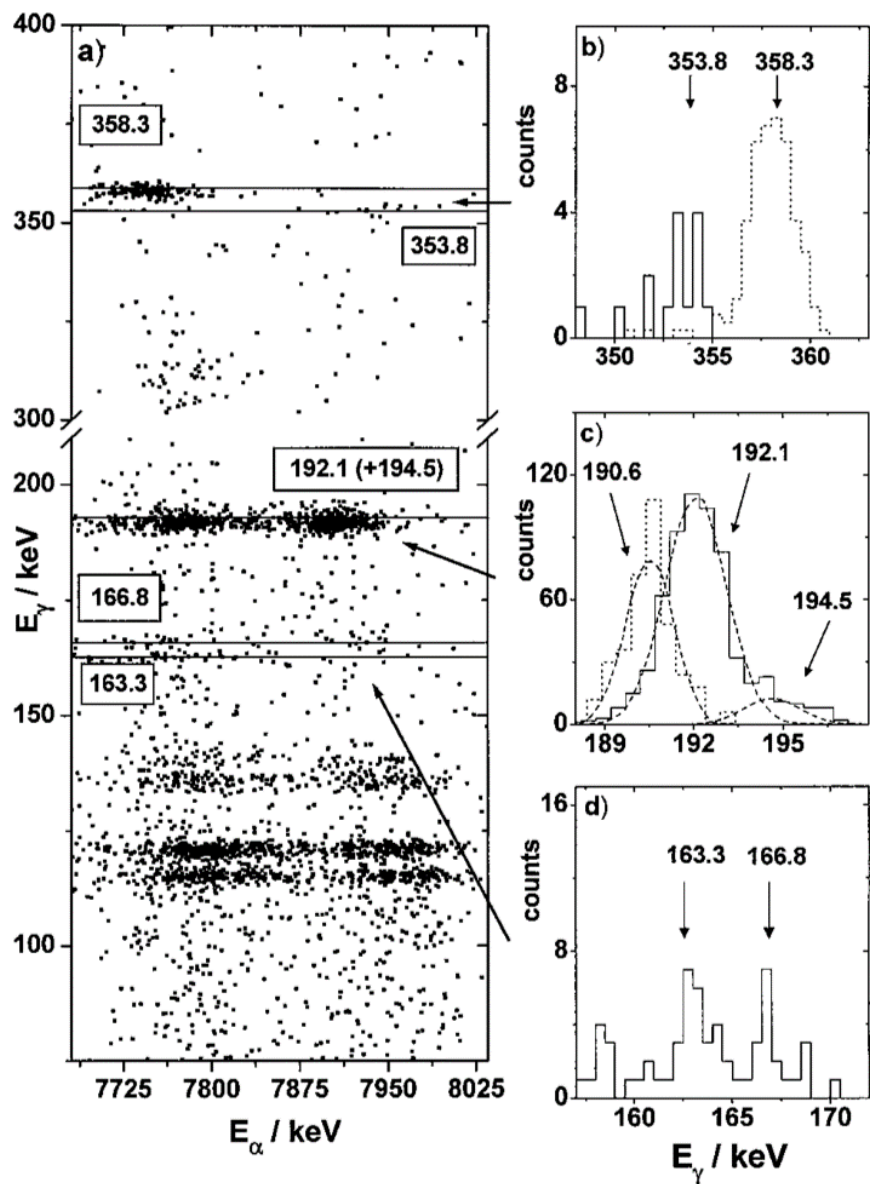 a)
400
350
300
200
150
100
E_γ / keV
358.3
353.8
192.1 (+194.5)
166.8
163.3
7725 7800 7875 7950 8025
E_α / keV
b)
353.8 358.3
counts
8
4
0
350 355 360
c)
190.6
192.1
194.5
counts
120
60
0
189 192 195
d)
163.3 166.8
counts
16
8
0
160 165 170
E_γ / keV